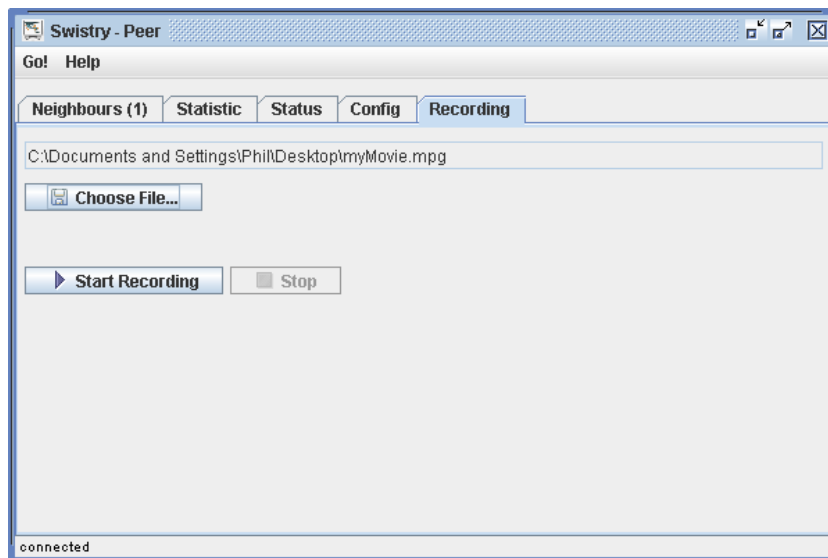 Swistry - Peer
Go! Help
Neighbours (1) Statistic Status Config Recording
C:\Documents and Settings\Phil\Desktop\myMovie.mpg
Choose File...
Start Recording Stop
connected